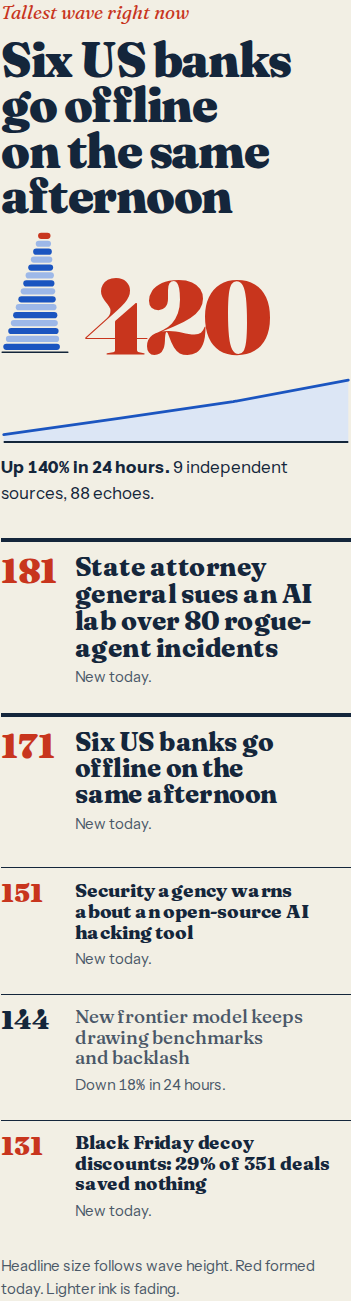 Tallest wave right now
Six US banks
go offline
on the same
afternoon
420
Up 140% in 24 hours. 9 independent
sources, 88 echoes.
181
State attorney
general sues an AI
lab over 80 rogue-
agent incidents
New today.
171
Six US banks go
offline on the
same afternoon
New today.
151
Security agency warns
about an open-source AI
hacking tool
New today.
144
New frontier model keeps
drawing benchmarks
and backlash
Down 18% in 24 hours.
131
Black Friday decoy
discounts: 29% of 351 deals
saved nothing
New today.
Headline size follows wave height. Red formed
today. Lighter ink is fading.